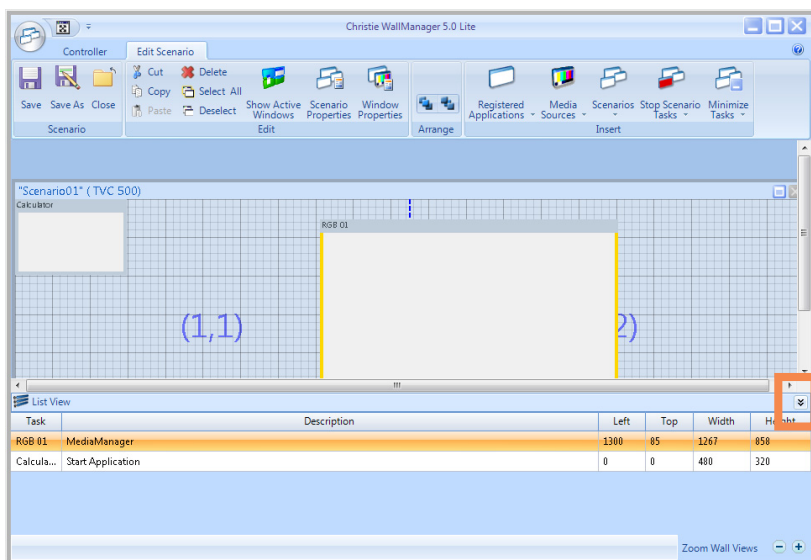 Christie WallManager 5.0 Lite
Controller Edit Scenario
Save Save As Close
Cut Delete
Copy Select All
Paste Deselect
Show Active Windows
Scenario Properties
Window Properties
Registered Applications
Media Sources
Scenarios
Stop Scenario Tasks
Minimize Tasks
Scenario Edit Arrange Insert
"Scenario01" ( TVC 500)
Calculator
RGB 01
(1,1)
2)
List View
Task Description Left Top Width Height
RGB 01 MediaManager 1300 85 1267 858
Calcula... Start Application 0 0 480 320
Zoom Wall Views